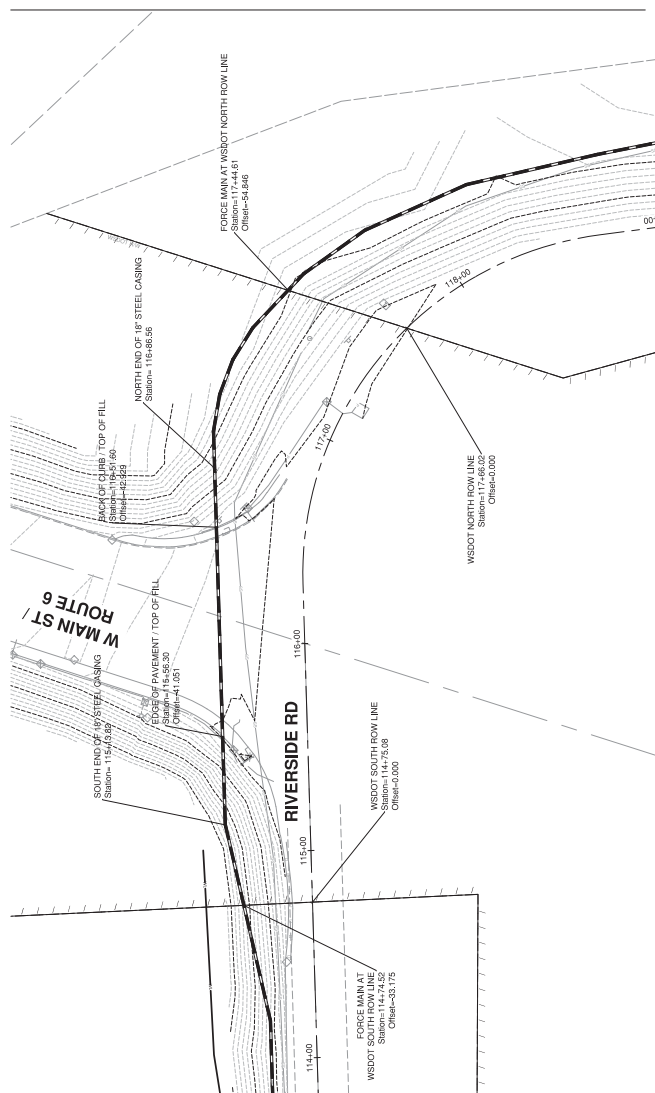 FORCE MAIN AT WSDOT NORTH ROW LINE
Station=117+44.61
Offset=-54.846
NORTH END OF 18" STEEL CASING
Station= 116+86.56
BACK OF CURB / TOP OF FILL
Station=116+51.60
Offset=-42.929
W MAIN ST /
ROUTE 6
EDGE OF PAVEMENT / TOP OF FILL
Station=115+56.30
Offset=-41.051
SOUTH END OF 18" STEEL CASING
Station= 115+13.82
RIVERSIDE RD
WSDOT SOUTH ROW LINE
Station=114+75.08
Offset=0.000
FORCE MAIN AT
WSDOT SOUTH ROW LINE
Station=114+74.52
Offset=-33.175
WSDOT NORTH ROW LINE
Station=117+66.02
Offset=0.000
114+00
115+00
116+00
117+00
118+00